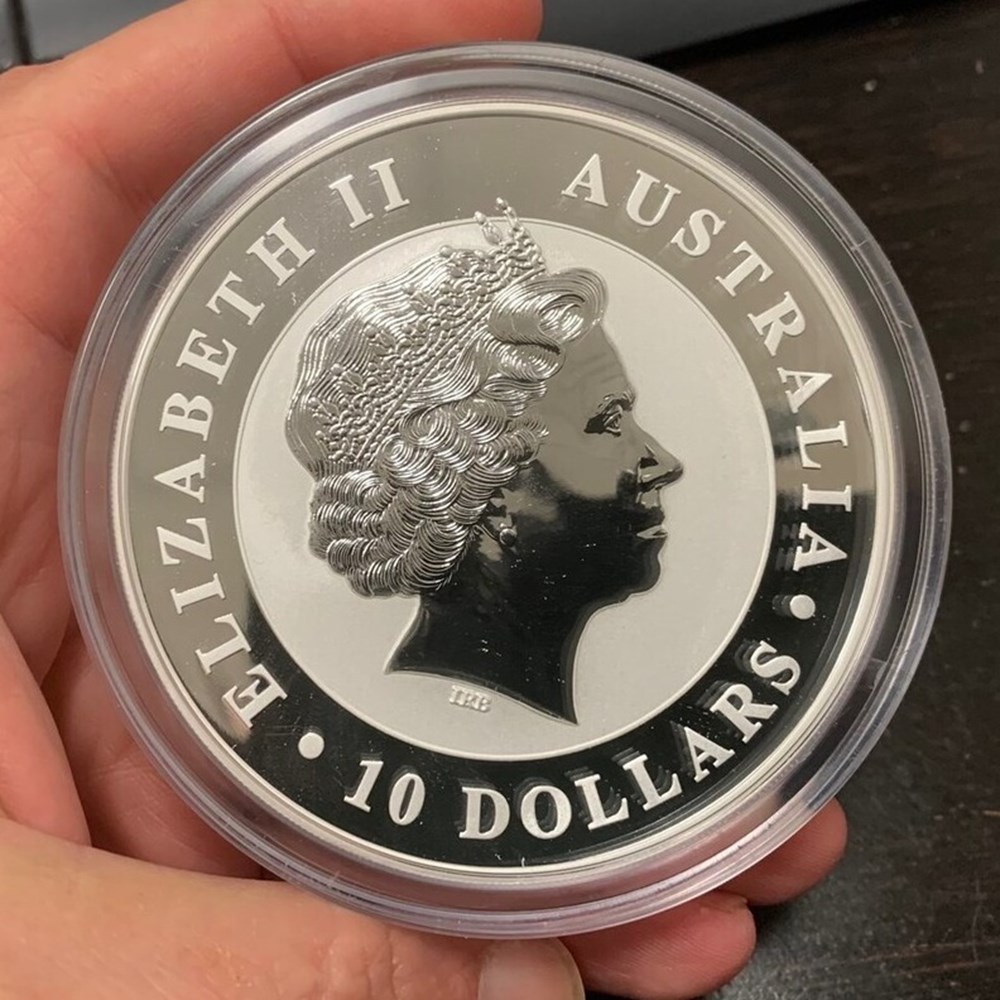 ELIZABETH II
AUSTRALIA
• 10 DOLLARS •
IRB